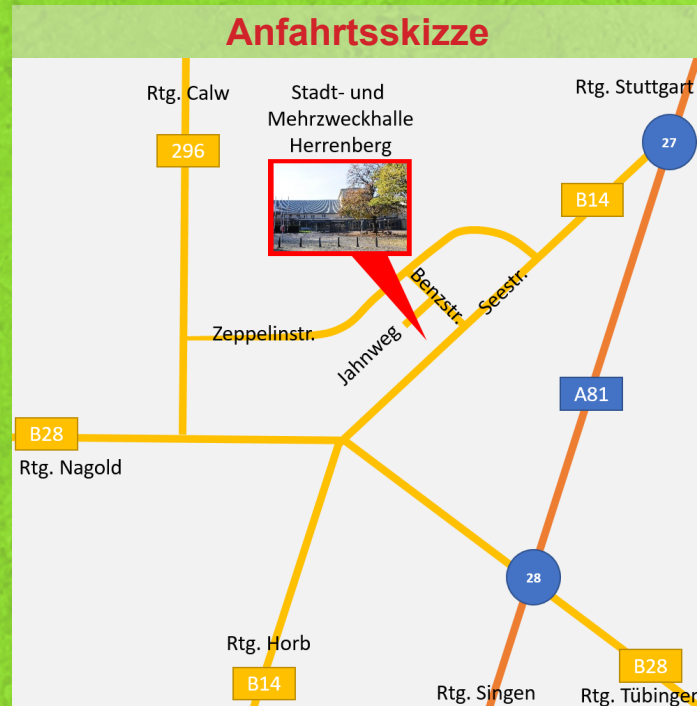 Anfahrtsskizze
Rtg. Stuttgart
Rtg. Calw
Stadt- und
Mehrzweckhalle
Herrenberg
27
296
B14
Benzstr.
Seestr.
Zeppelinstr.
Jahnweg
A81
B28
Rtg. Nagold
28
Rtg. Horb
B14
B28
Rtg. Singen
Rtg. Tübingen